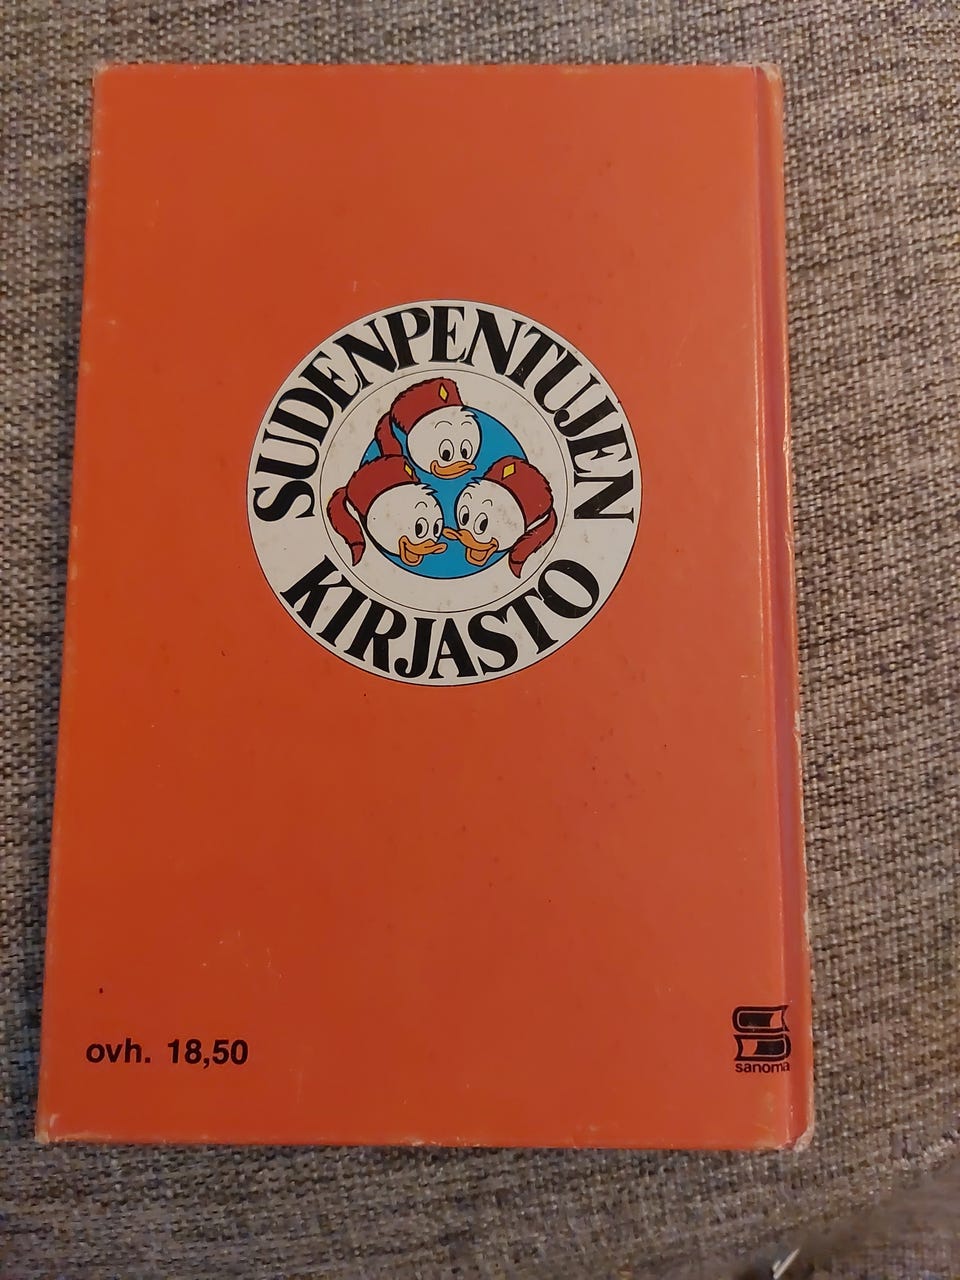 SUDENPENTUJEN
KIRJASTO
ovh. 18,50
sanoma